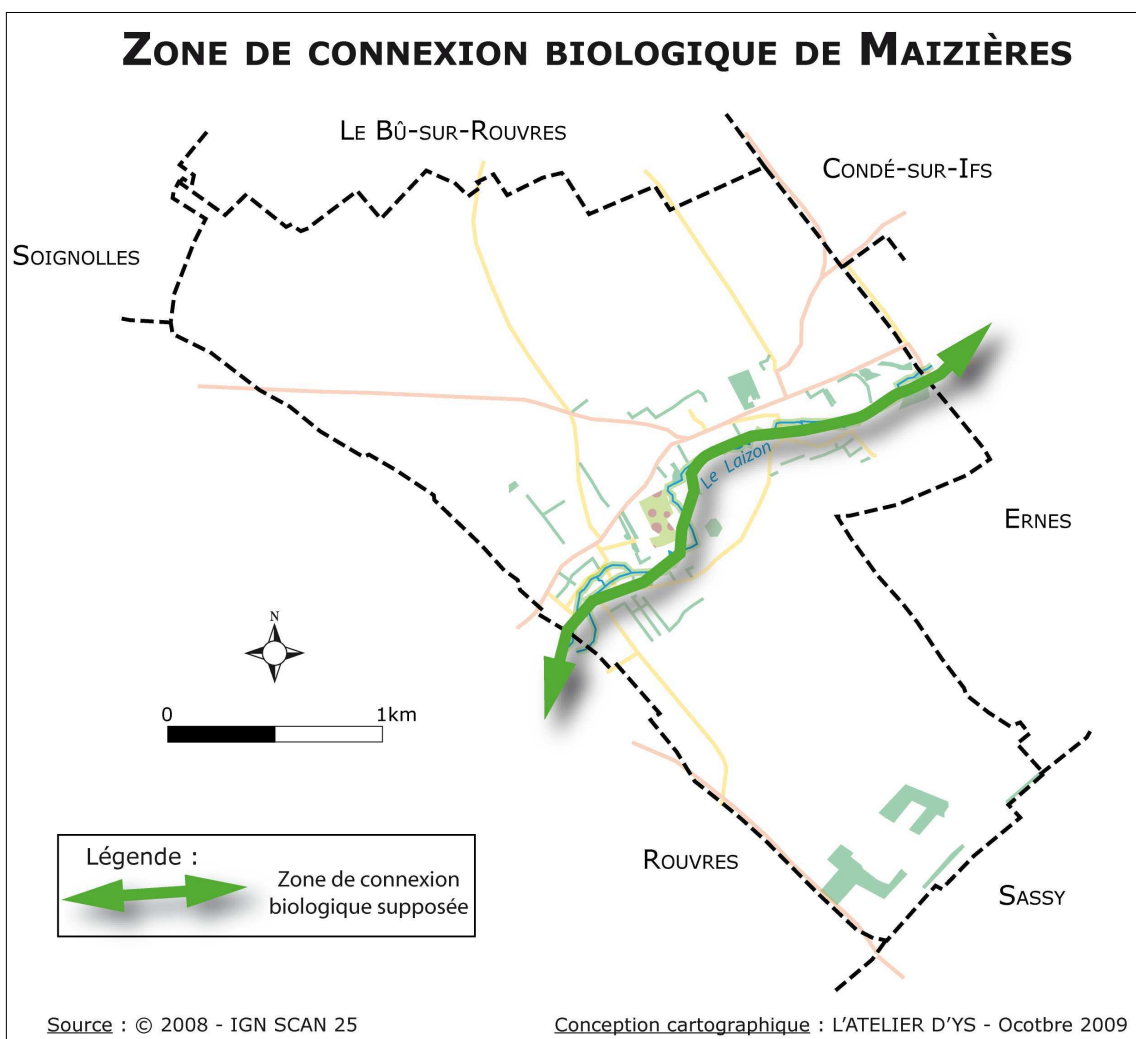 ZONE DE CONNEXION BIOLOGIQUE DE MAIZIÈRES
LE BÛ-SUR-ROUVRES
CONDÉ-SUR-IFS
SOIGNOLLES
Le Laizon
ERNES
N
0 1km
ROUVRES
SASSY
Légende :
Zone de connexion
biologique supposée
Source : © 2008 - IGN SCAN 25
Conception cartographique : L'ATELIER D'YS - Ocotbre 2009